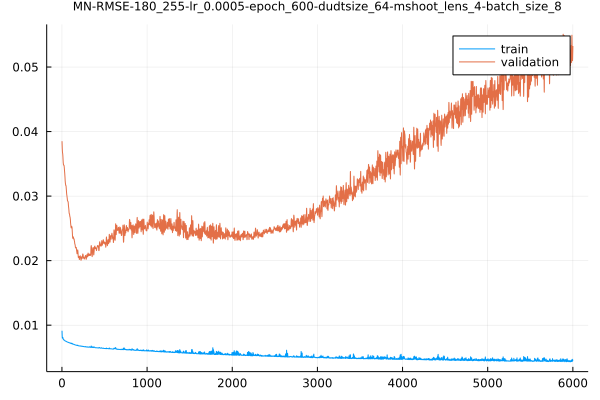 MN-RMSE-180_255-lr_0.0005-epoch_600-dudtsize_64-mshoot_lens_4-batch_size_8
train
validation
0.05
0.04
0.03
0.02
0.01
0 1000 2000 3000 4000 5000 6000